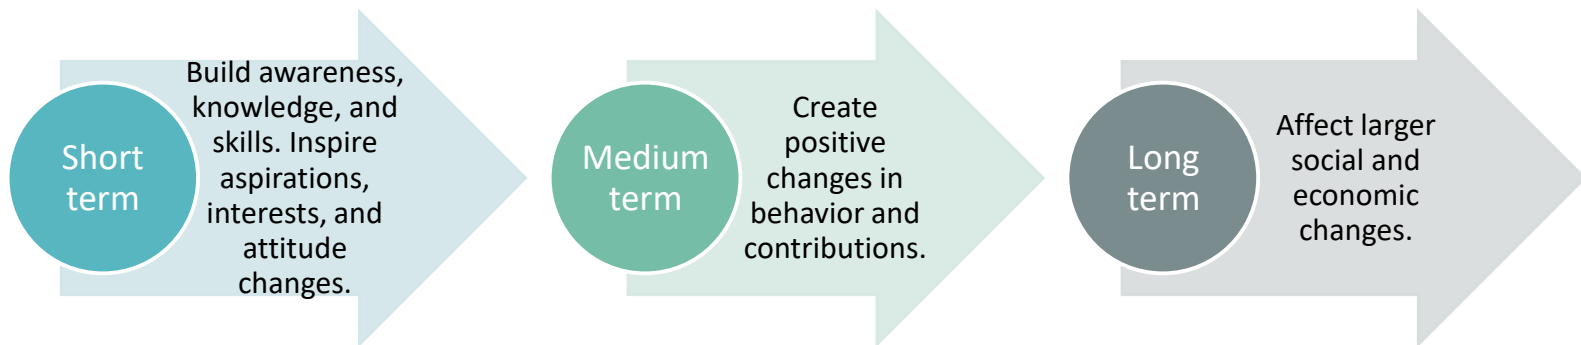 Short
term
Build awareness,
knowledge, and
skills. Inspire
aspirations,
interests, and
attitude
changes.
Medium
term
Create
positive
changes in
behavior and
contributions.
Long
term
Affect larger
social and
economic
changes.